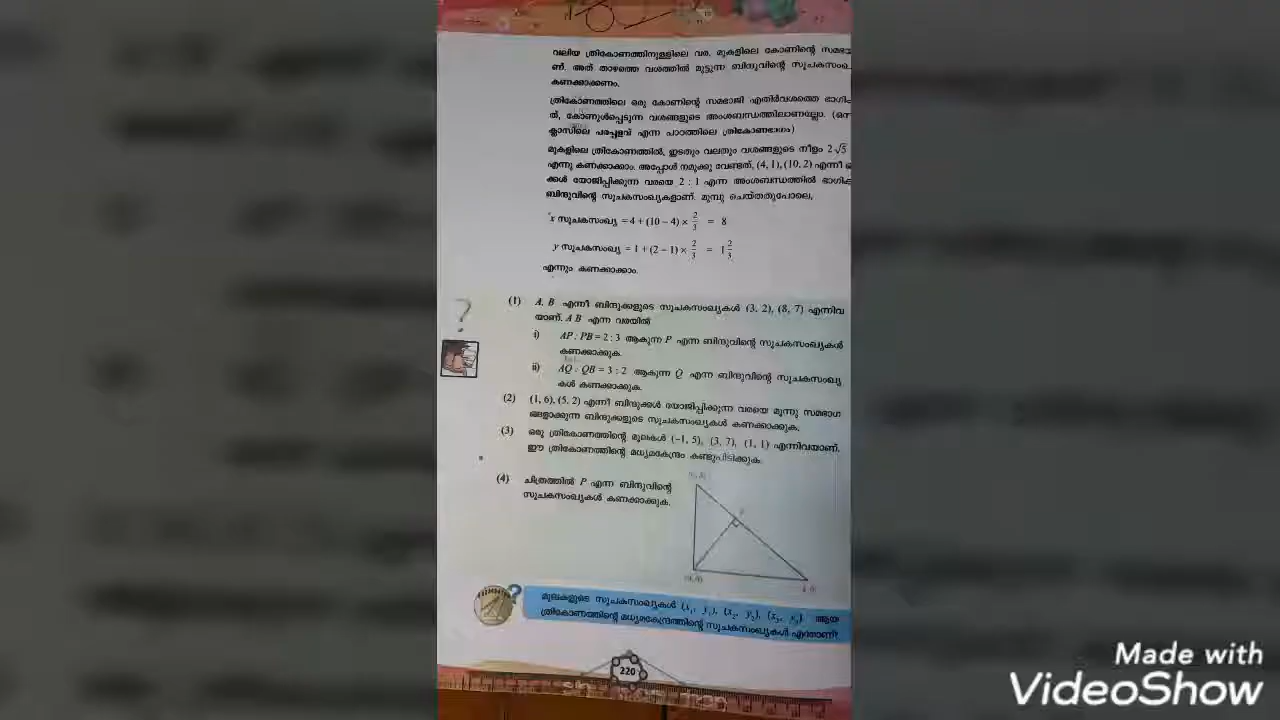 വലിയ ത്രികോണത്തിനുള്ളിലെ വര, മുകളിലെ കോണിന്റെ സമഭാ
ണ്. അത് താഴത്തെ വശത്തിൽ മുട്ടുന്ന ബിന്ദുവിന്റെ സൂചകസംഖ
കണക്കാക്കണം.
ത്രികോണത്തിലെ ഒരു കോണിന്റെ സമഭാജി എതിർവശത്തെ ഭാഗിക
ത്, കോണുൾപ്പെടുന്ന വശങ്ങളുടെ അംശബന്ധത്തിലാണല്ലോ. (ഒൻ
ക്ലാസിലെ പരപ്പളവ് എന്ന പാഠത്തിലെ ത്രികോണഭാഗം)
മുകളിലെ ത്രികോണത്തിൽ, ഇടതും വലതും വശങ്ങളുടെ നീളം 2√5
എന്നു കണക്കാക്കാം. അപ്പോൾ നമുക്കു വേണ്ടത്, (4, 1), (10, 2) എന്നീ
ക്കൾ യോജിപ്പിക്കുന്ന വരയെ 2 : 1 എന്ന അംശബന്ധത്തിൽ ഭാഗിക
ബിന്ദുവിന്റെ സൂചകസംഖ്യകളാണ്. മുമ്പു ചെയ്തതുപോലെ,
x സൂചകസംഖ്യ = 4 + (10 – 4) × 2/3 = 8
y സൂചകസംഖ്യ = 1 + (2 – 1) × 2/3 = 1 2/3
എന്നും കണക്കാക്കാം.
(1) A, B എന്നീ ബിന്ദുക്കളുടെ സൂചകസംഖ്യകൾ (3, 2), (8, 7) എന്നിവ
യാണ്. A B എന്ന വരയിൽ
i) AP : PB = 2 : 3 ആകുന്ന P എന്ന ബിന്ദുവിന്റെ സൂചകസംഖ്യകൾ
കണക്കാക്കുക.
ii) AQ : QB = 3 : 2 ആകുന്ന Q എന്ന ബിന്ദുവിന്റെ സൂചകസംഖ്യ
കൾ കണക്കാക്കുക.
(2) (1, 6), (5, 2) എന്നീ ബിന്ദുക്കൾ യോജിപ്പിക്കുന്ന വരയെ മൂന്നു സമഭാഗ
ങ്ങളാക്കുന്ന ബിന്ദുക്കളുടെ സൂചകസംഖ്യകൾ കണക്കാക്കുക.
(3) ഒരു ത്രികോണത്തിന്റെ മൂലകൾ (–1, 5), (3, 7), (1, 1) എന്നിവയാണ്.
ഈ ത്രികോണത്തിന്റെ മധ്യമകേന്ദ്രം കണ്ടുപിടിക്കുക.
(4) ചിത്രത്തിൽ P എന്ന ബിന്ദുവിന്റെ
സൂചകസംഖ്യകൾ കണക്കാക്കുക.
P
മൂലകളുടെ സൂചകസംഖ്യകൾ (x₁, y₁), (x₂, y₂), (x₃, y₃) ആയ
ത്രികോണത്തിന്റെ മധ്യമകേന്ദ്രത്തിന്റെ സൂചകസംഖ്യകൾ എന്താണ്?
220
Made with
VideoShow